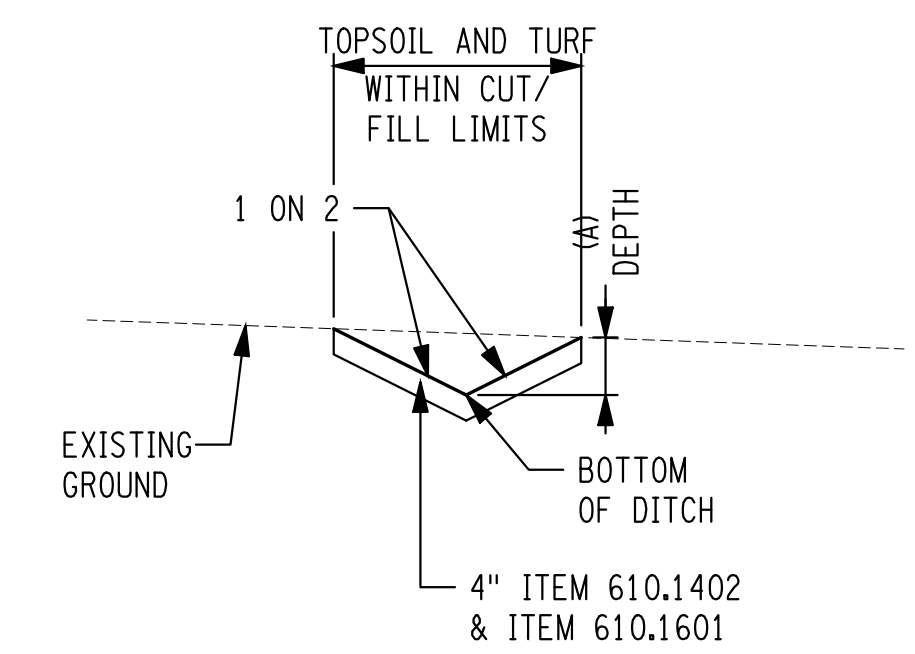 TOPSOIL AND TURF
WITHIN CUT/
FILL LIMITS
1 ON 2
(A)
DEPTH
EXISTING
GROUND
BOTTOM
OF DITCH
4" ITEM 610.1402
& ITEM 610.1601